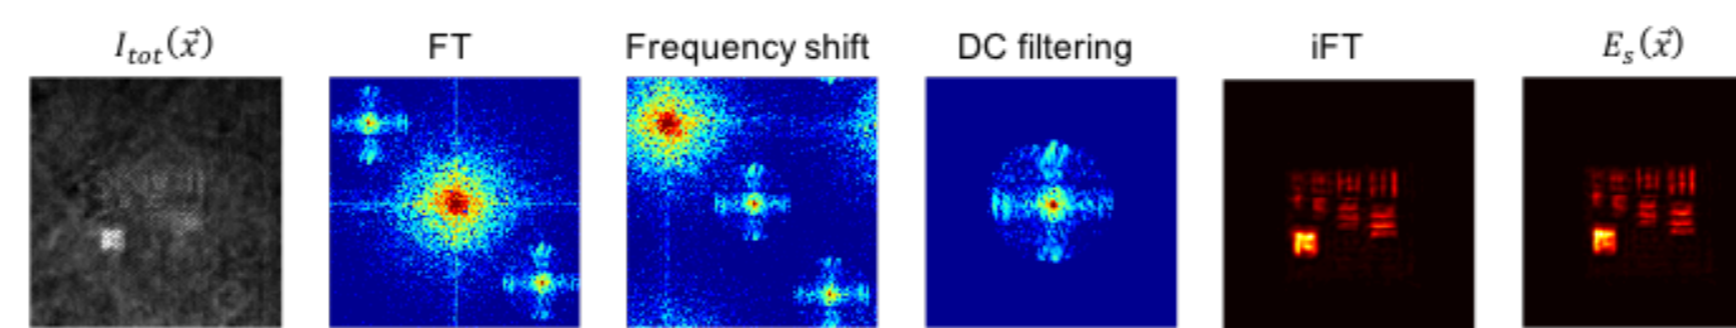 I_tot(x⃗) FT Frequency shift DC filtering iFT E_s(x⃗)